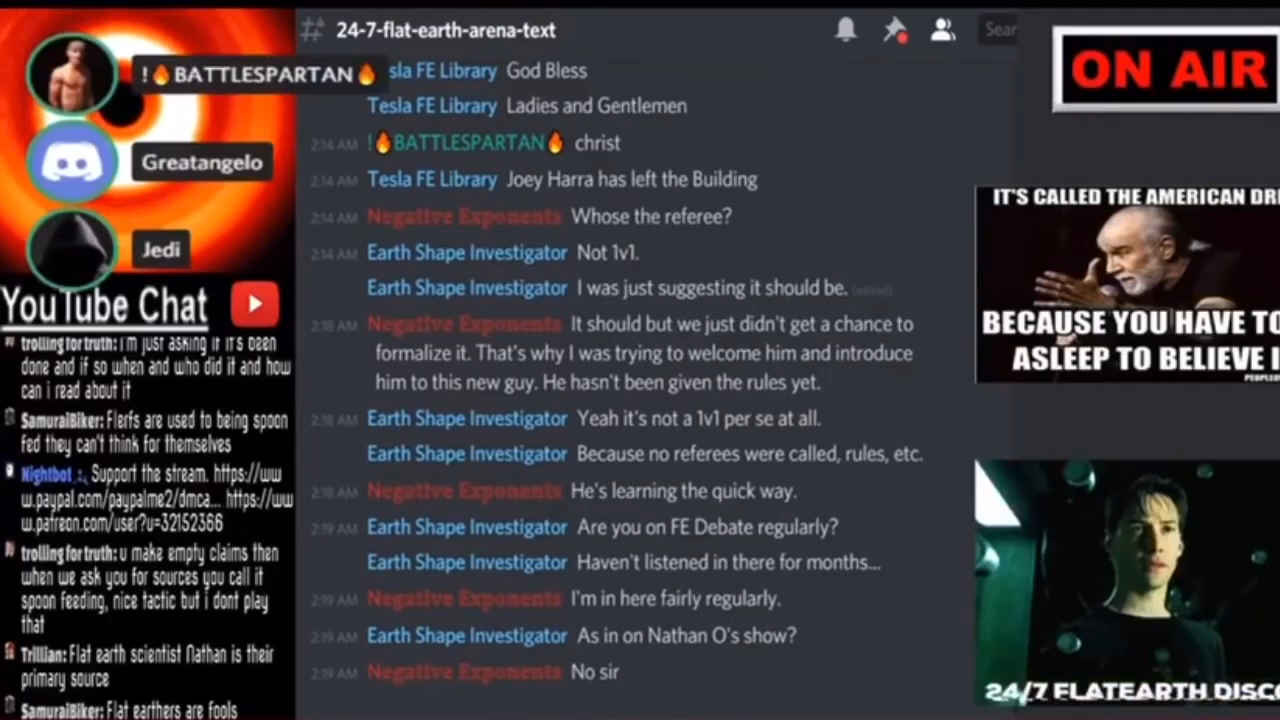 !🔥BATTLESPARTAN🔥
Greatangelo
Jedi
YouTube Chat
trolling for truth: i'm just asking if it's been
done and if so when and who did it and how
can i read about it
SamuraiBiker: Flerfs are used to being spoon
fed they can't think for themselves
Nightbot: Support the stream. https://ww
w.paypal.com/paypalme2/dmca... https://ww
w.patreon.com/user?u=32152366
trolling for truth: u make empty claims then
when we ask you for sources you call it
spoon feeding, nice tactic but i dont play
that
Trillian: Flat earth scientist Nathan is their
primary source
SamuraiBiker: Flat earthers are fools
# 24-7-flat-earth-arena-text
Sear
sla FE Library God Bless
Tesla FE Library Ladies and Gentlemen
2:14 AM !🔥BATTLESPARTAN🔥 christ
2:14 AM Tesla FE Library Joey Harra has left the Building
2:14 AM Negative Exponents Whose the referee?
2:14 AM Earth Shape Investigator Not 1v1.
Earth Shape Investigator I was just suggesting it should be. (edited)
2:18 AM Negative Exponents It should but we just didn't get a chance to
formalize it. That's why I was trying to welcome him and introduce
him to this new guy. He hasn't been given the rules yet.
2:18 AM Earth Shape Investigator Yeah it's not a 1v1 per se at all.
Earth Shape Investigator Because no referees were called, rules, etc.
2:18 AM Negative Exponents He's learning the quick way.
2:19 AM Earth Shape Investigator Are you on FE Debate regularly?
Earth Shape Investigator Haven't listened in there for months...
2:19 AM Negative Exponents I'm in here fairly regularly.
2:19 AM Earth Shape Investigator As in on Nathan O's show?
2:19 AM Negative Exponents No sir
ON AIR
IT'S CALLED THE AMERICAN DRE
BECAUSE YOU HAVE TO
ASLEEP TO BELIEVE I
24/7 FLATEARTH DISCO